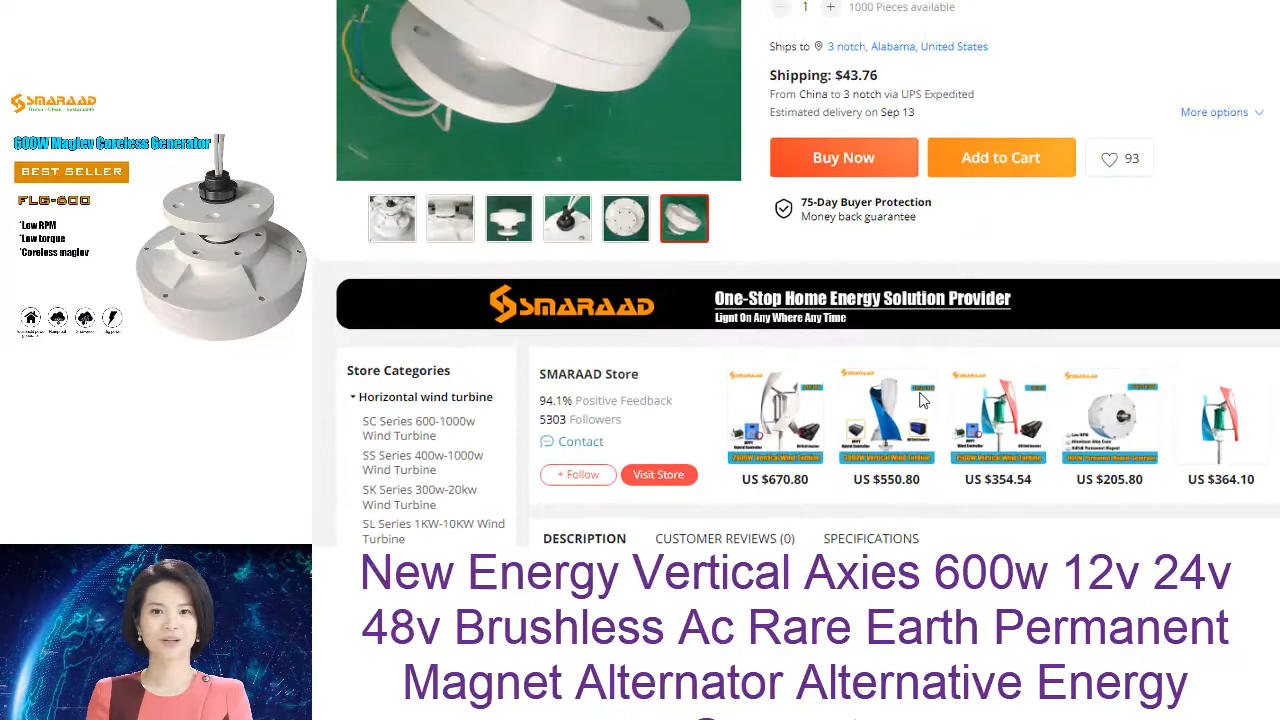 SMARAAD
Green - Clean - Sustainable
600W Maglev Coreless Generator
BEST SELLER
FLG-600
*Low RPM
*Low torque
*Coreless maglev
1
1000 Pieces available
Ships to 3 notch, Alabama, United States
Shipping: $43.76
From China to 3 notch via UPS Expedited
Estimated delivery on Sep 13
More options
Buy Now
Add to Cart
93
75-Day Buyer Protection
Money back guarantee
SMARAAD
One-Stop Home Energy Solution Provider
Lignt On Any Where Any Time
Store Categories
Horizontal wind turbine
SC Series 600-1000w
Wind Turbine
SS Series 400w-1000w
Wind Turbine
SK Series 300w-20kw
Wind Turbine
SL Series 1KW-10KW Wind
Turbine
SMARAAD Store
94.1% Positive Feedback
5303 Followers
Contact
+ Follow
Visit Store
US $670.80
US $550.80
US $354.54
US $205.80
US $364.10
DESCRIPTION
CUSTOMER REVIEWS (0)
SPECIFICATIONS
New Energy Vertical Axies 600w 12v 24v
48v Brushless Ac Rare Earth Permanent
Magnet Alternator Alternative Energy